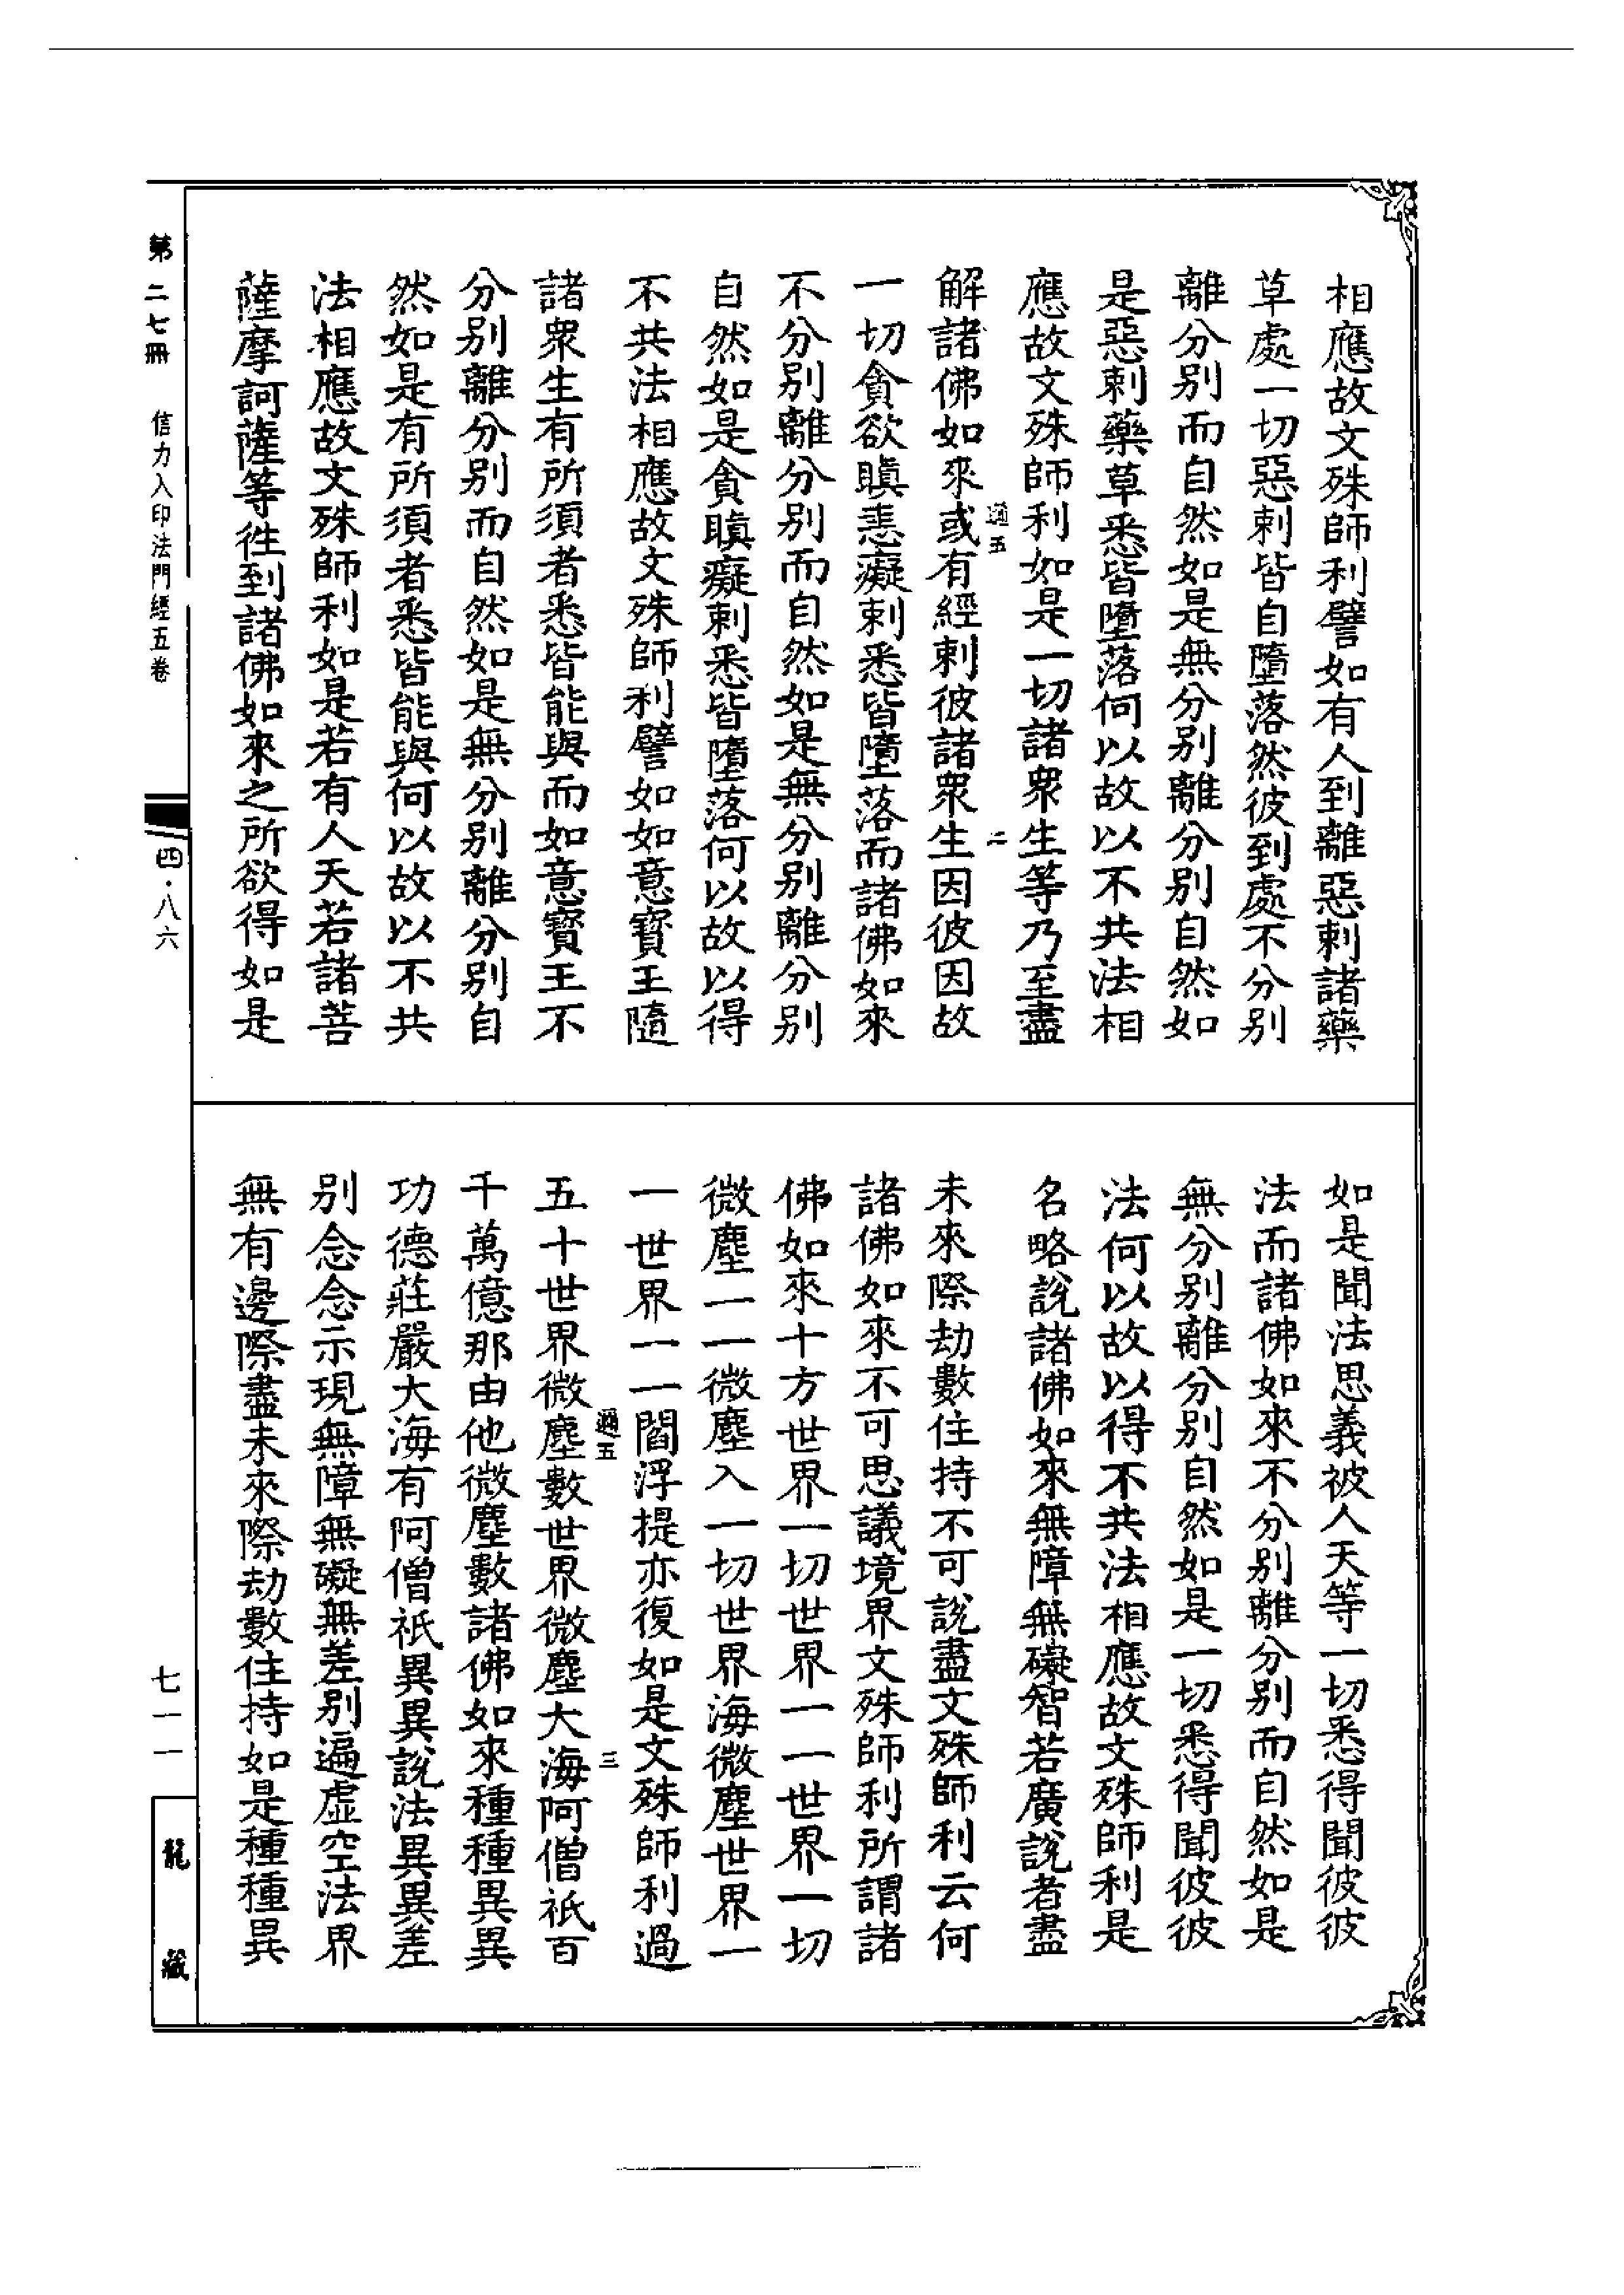 相應故文殊師利譬如有人到離惡刺諸藥
草處一切惡刺皆自墮落然彼到處不分別
離分別而自然如是無分別離分別自然如
是惡刺藥草悉皆墮落何以故以不共法相
應故文殊師利如是一切諸衆生等乃至盡
遐五 二
解諸佛如來或有經刺彼諸衆生因彼因故
一切貪欲瞋恚癡刺悉皆墮落而諸佛如來
不分別離分別而自然如是無分別離分別
自然如是貪瞋癡刺悉皆墮落何以故以得
不共法相應故文殊師利譬如如意寶王隨
諸衆生有所須者悉皆能與而如意寶王不
分別離分別而自然如是無分別離分別自
然如是有所須者悉皆能與何以故以不共
法相應故文殊師利如是若有人天若諸菩
薩摩訶薩等往到諸佛如來之所欲得如是
如是聞法思義被人天等一切悉得聞彼彼
法而諸佛如來不分別離分別而自然如是
無分別離分別自然如是一切悉得聞彼彼
法何以故以得不共法相應故文殊師利是
名略說諸佛如來無障無礙智若廣說者盡
未來際劫數住持不可說盡文殊師利云何
諸佛如來不可思議境界文殊師利所謂諸
佛如來十方世界一切世界一一世界一切
微塵一一微塵入一切世界海微塵世界一
一世界一一閻浮提亦復如是文殊師利過
遐五 三
五十世界微塵數世界微塵大海阿僧祇百
千萬億那由他微塵數諸佛如來種種異異
功德莊嚴大海有阿僧祇異異說法異異差
別念念示現無障無礙無差別遍虛空法界
無有邊際盡未來際劫數住持如是種種異
第二七冊 信力入印法門經五卷
四·八六
七一一
龍藏